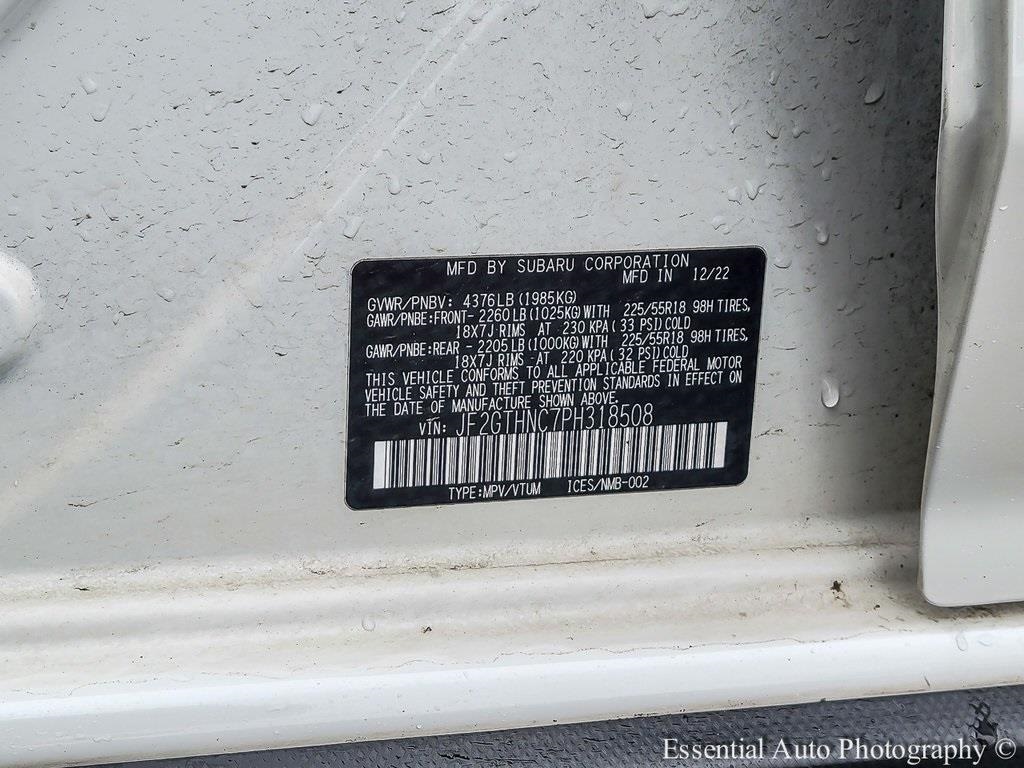 MFD BY SUBARU CORPORATION
MFD IN 12/22
GVWR/PNBV: 4376LB (1985KG)
GAWR/PNBE:FRONT- 2260LB(1025KG)WITH 225/55R18 98H TIRES,
18X7J RIMS AT 230 KPA( 33 PSI)COLD
GAWR/PNBE:REAR - 2205LB(1000KG)WITH 225/55R18 98H TIRES,
18X7J RIMS AT 220 KPA( 32 PSI)COLD.
THIS VEHICLE CONFORMS TO ALL APPLICABLE FEDERAL MOTOR
VEHICLE SAFETY AND THEFT PREVENTION STANDARDS IN EFFECT ON
THE DATE OF MANUFACTURE SHOWN ABOVE.
VIN: JF2GTHNC7PH318508
TYPE:MPV/VTUM ICES/NMB-002
Essential Auto Photography ©